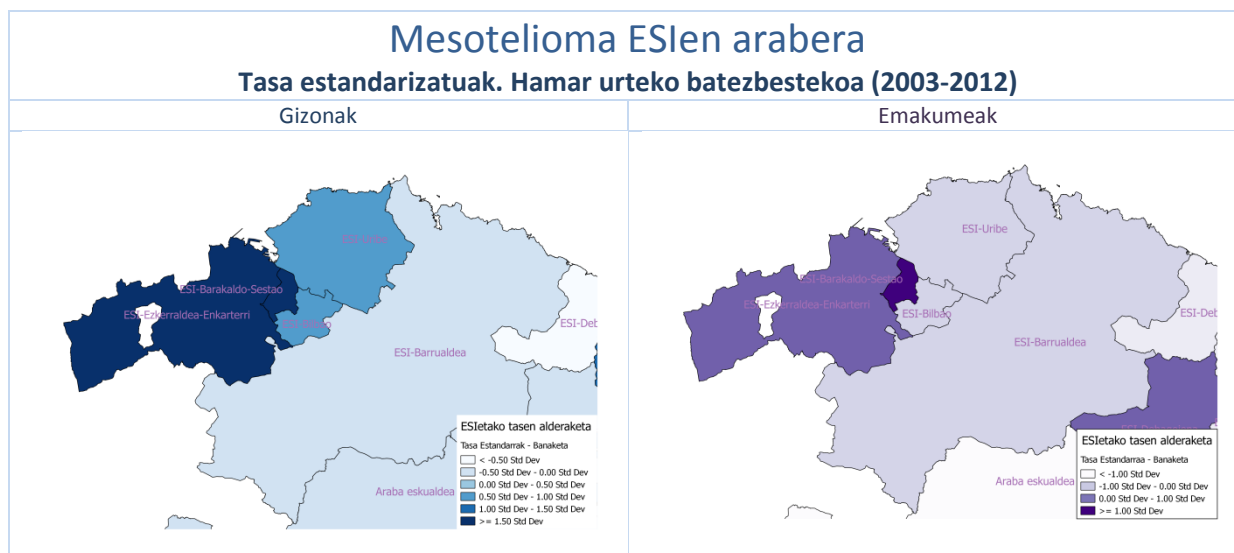 Mesotelioma ESIen arabera
Tasa estandarizatuak. Hamar urteko batezbestekoa (2003-2012)
Gizonak
ESI-Uribe
ESI-Barakaldo-Sestao
ESI-Ezkerraldea-Enkarterri
ESI-Bilbao
ESI-Barrualdea
ESI-Deb
Araba eskualdea
ESIetako tasen alderaketa
Tasa Estandarrak - Banaketa
< -0.50 Std Dev
-0.50 Std Dev - 0.00 Std Dev
0.00 Std Dev - 0.50 Std Dev
0.50 Std Dev - 1.00 Std Dev
1.00 Std Dev - 1.50 Std Dev
>= 1.50 Std Dev
Emakumeak
ESI-Uribe
ESI-Barakaldo-Sestao
ESI-Ezkerraldea-Enkarterri
ESI-Bilbao
ESI-Barrualdea
ESI-Deb
Araba eskualdea
ESIetako tasen alderaketa
Tasa Estandarraa - Banaketa
< -1.00 Std Dev
-1.00 Std Dev - 0.00 Std Dev
0.00 Std Dev - 1.00 Std Dev
>= 1.00 Std Dev